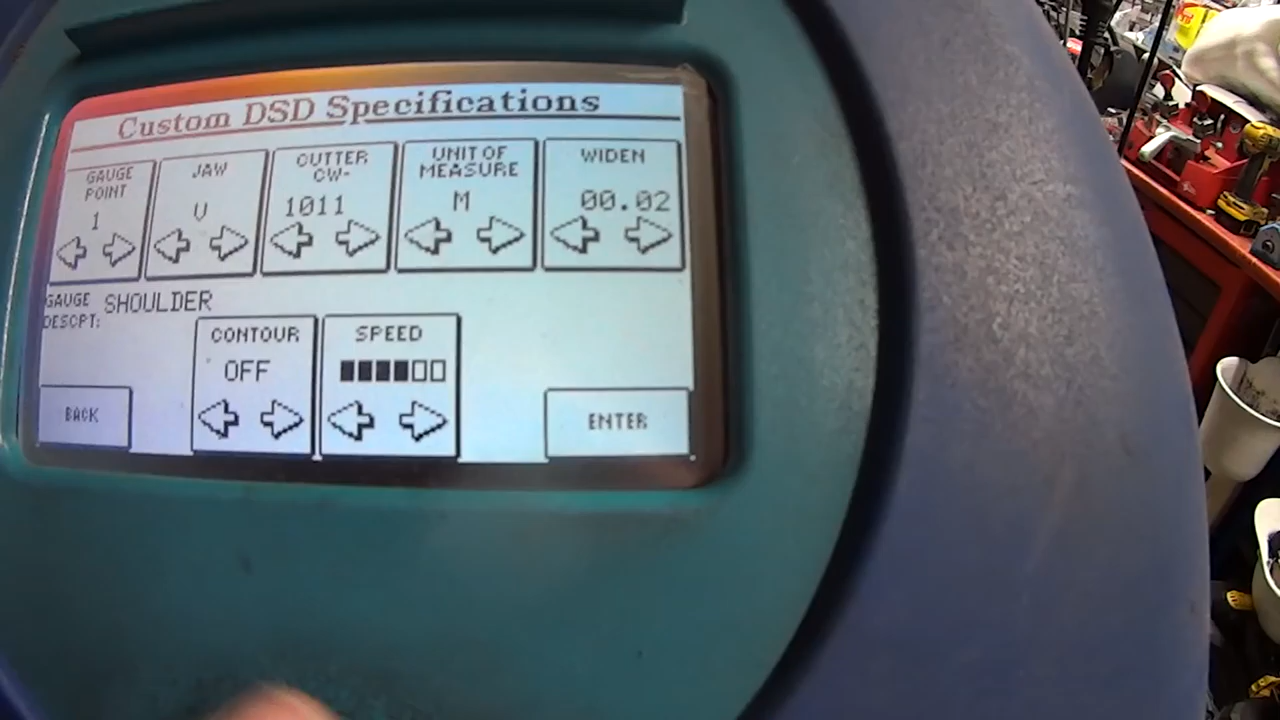 Custom DSD Specifications
GAUGE
POINT
1
JAW
U
CUTTER
CW-
1011
UNIT OF
MEASURE
M
WIDEN
00.02
GAUGE
DESCPT:
SHOULDER
CONTOUR
OFF
SPEED
BACK
ENTER